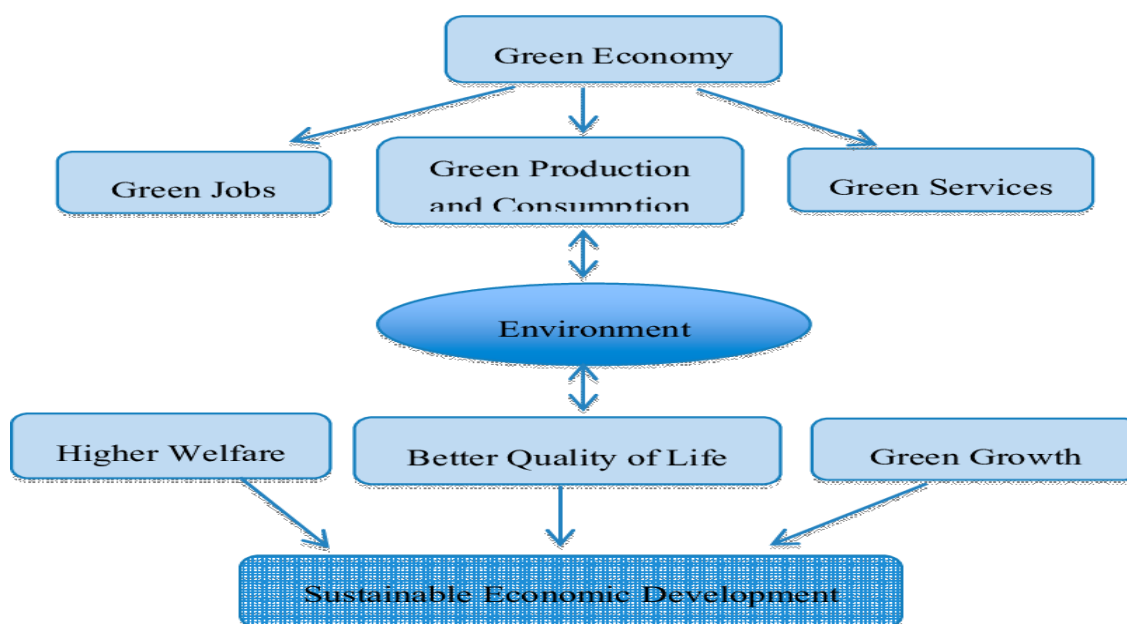 Green Economy
Green Jobs
Green Production
and Consumption
Green Services
Environment
Higher Welfare
Better Quality of Life
Green Growth
Sustainable Economic Development